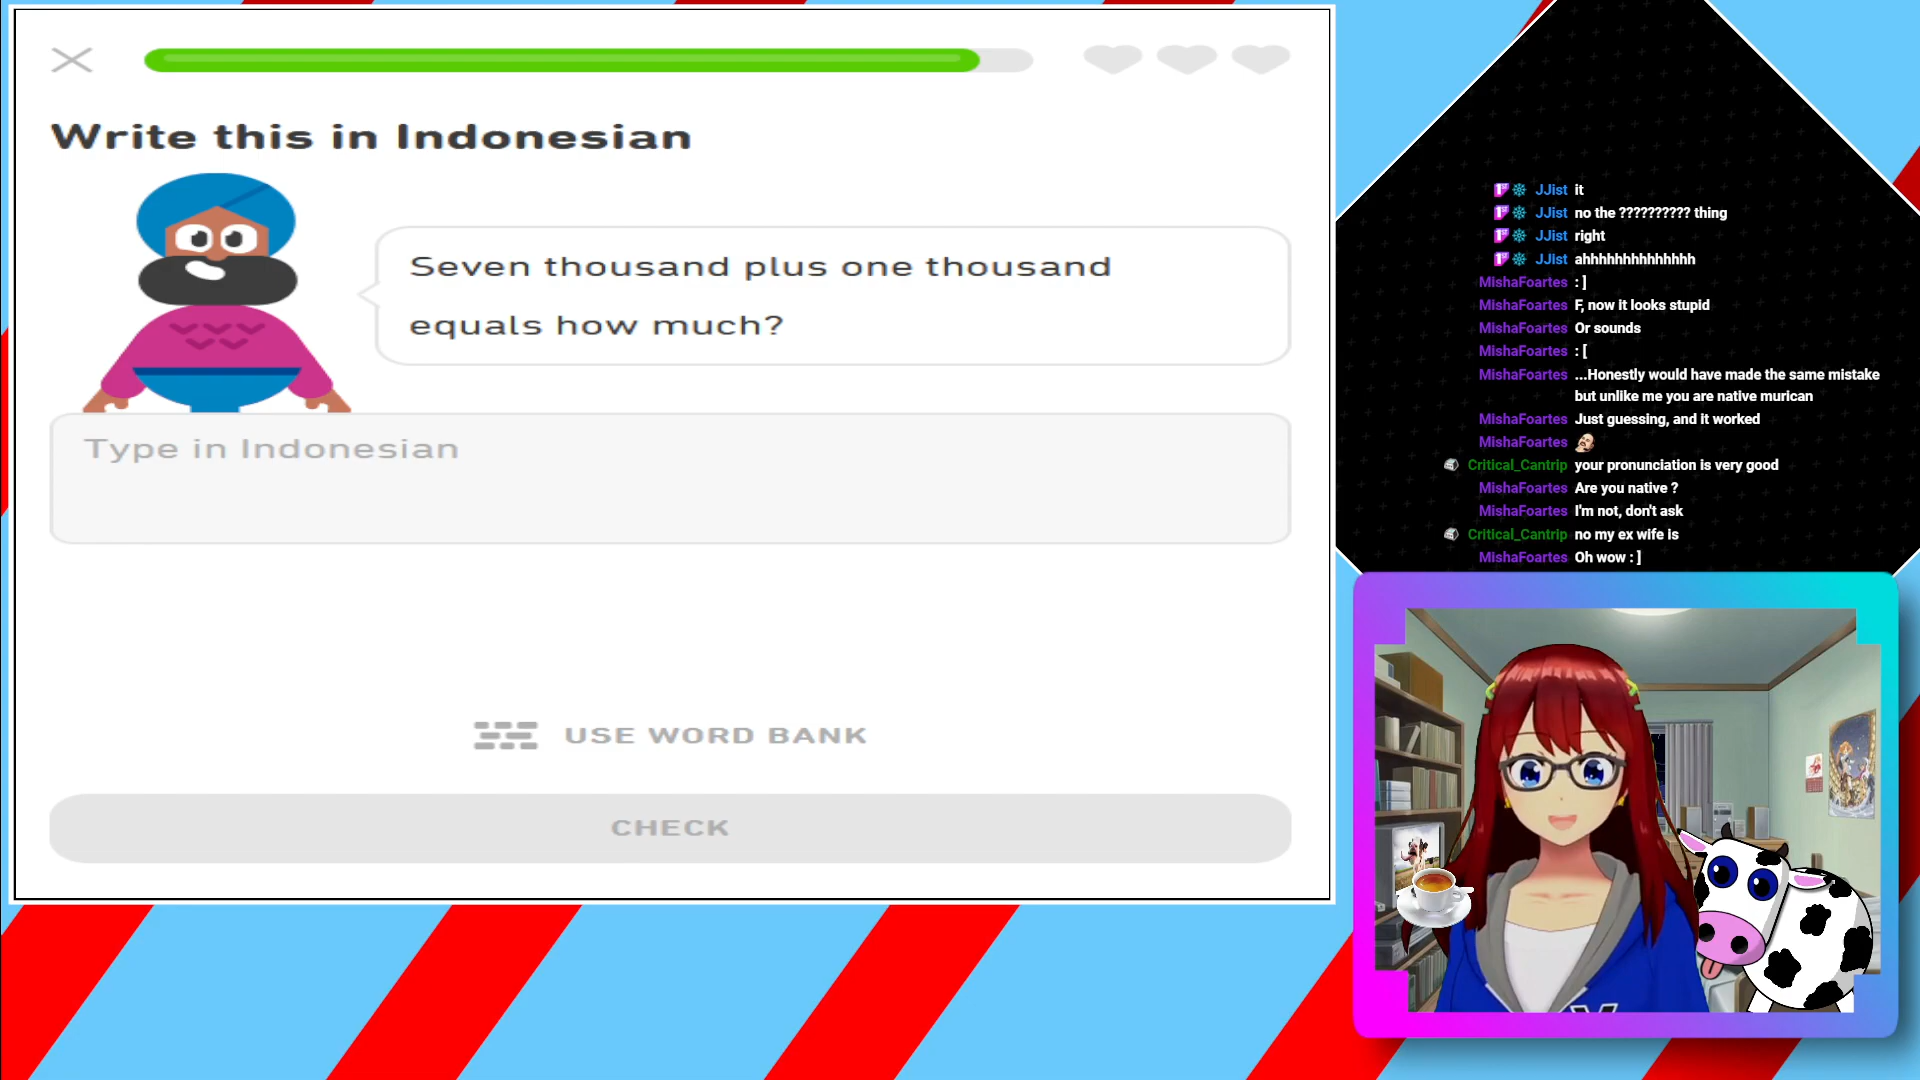 Write this in Indonesian
Seven thousand plus one thousand
equals how much?
Type in Indonesian
USE WORD BANK
CHECK
JJist it
JJist no the ?????????? thing
JJist right
JJist ahhhhhhhhhhhhhh
MishaFoartes : ]
MishaFoartes F, now it looks stupid
MishaFoartes Or sounds
MishaFoartes : [
MishaFoartes ...Honestly would have made the same mistake
but unlike me you are native murican
MishaFoartes Just guessing, and it worked
MishaFoartes
Critical_Cantrip your pronunciation is very good
MishaFoartes Are you native ?
MishaFoartes I'm not, don't ask
Critical_Cantrip no my ex wife is
MishaFoartes Oh wow : ]